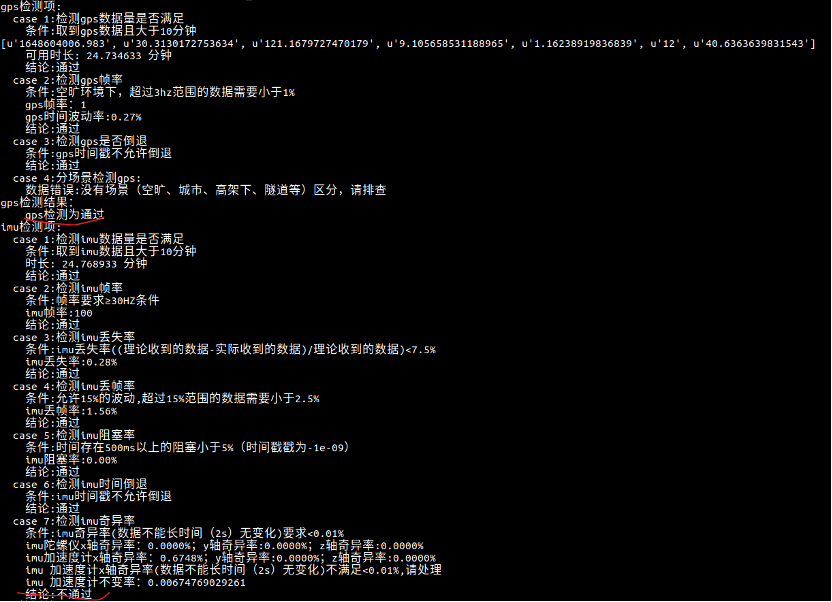 gps检测项:
case 1:检测gps数据量是否满足
条件:取到gps数据且大于10分钟
[u'1648604006.983', u'30.3130172753634', u'121.1679727470179', u'9.105658531188965', u'1.16238919836839', u'12', u'40.6363639831543']
可用时长: 24.734633 分钟
结论:通过
case 2:检测gps帧率
条件:空旷环境下, 超过3hz范围的数据需要小于1%
gps帧率: 1
gps时间波动率:0.27%
结论:通过
case 3:检测gps是否倒退
条件:gps时间戳不允许倒退
结论:通过
case 4:分场景检测gps:
数据错误:没有场景（空旷、城市、高架下、隧道等）区分，请排查
gps检测结果:
gps检测为通过
imu检测项:
case 1:检测imu数据量是否满足
条件:取到imu数据且大于10分钟
时长: 24.768933 分钟
结论:通过
case 2:检测imu帧率
条件:帧率要求≥30HZ条件
imu帧率:100
结论:通过
case 3:检测imu丢失率
条件:imu丢失率((理论收到的数据-实际收到的数据)/理论收到的数据)<7.5%
imu丢失率:0.28%
结论:通过
case 4:检测imu丢帧率
条件:允许15%的波动,超过15%范围的数据需要小于2.5%
imu丢帧率:1.56%
结论:通过
case 5:检测imu阻塞率
条件:时间存在500ms以上的阻塞小于5%（时间戳戳为-1e-09）
imu阻塞率:0.00%
结论:通过
case 6:检测imu时间倒退
条件:imu时间戳不允许倒退
结论:通过
case 7:检测imu奇异率
条件:imu奇异率(数据不能长时间（2s）无变化)要求<0.01%
imu陀螺仪x轴奇异率：0.0000%；y轴奇异率:0.0000%；z轴奇异率:0.0000%
imu加速度计x轴奇异率：0.6748%；y轴奇异率:0.0000%；z轴奇异率:0.0000%
imu 加速度计x轴奇异率(数据不能长时间（2s）无变化)不满足<0.01%,请处理
imu 加速度计不变率：0.00674769029261
结论:不通过